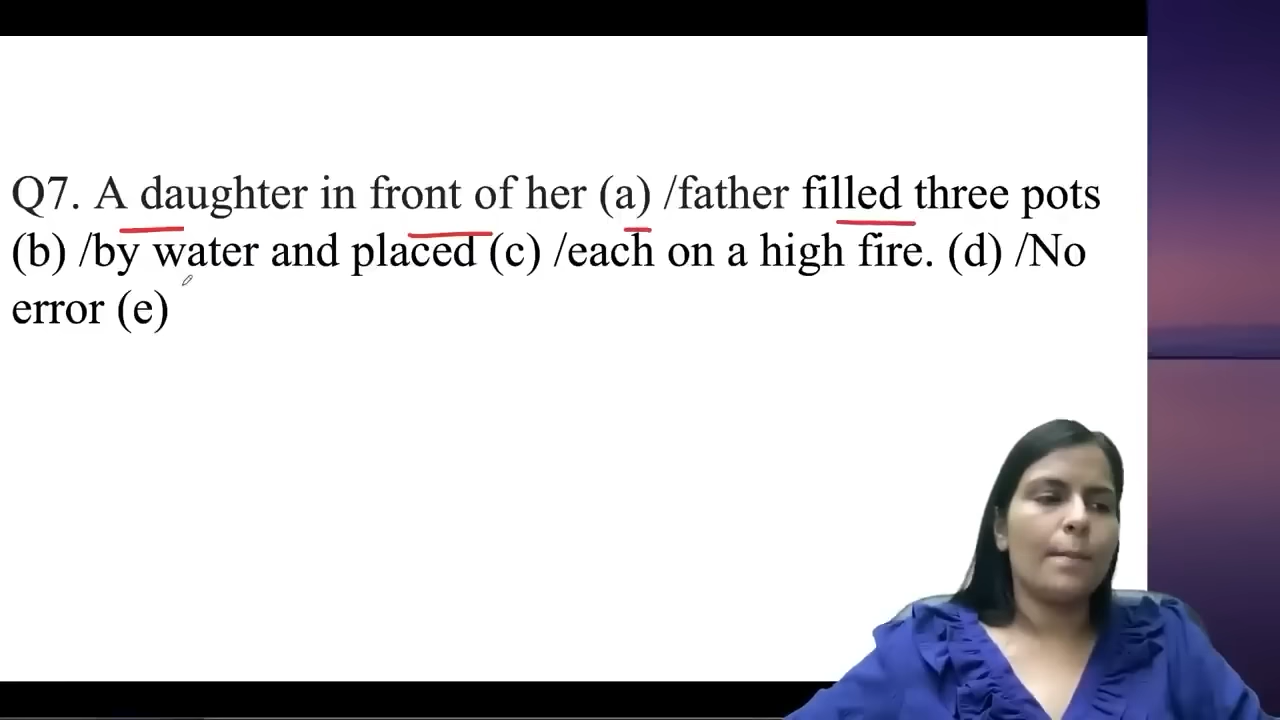 Q7. A daughter in front of her (a) /father filled three pots
(b) /by water and placed (c) /each on a high fire. (d) /No
error (e)